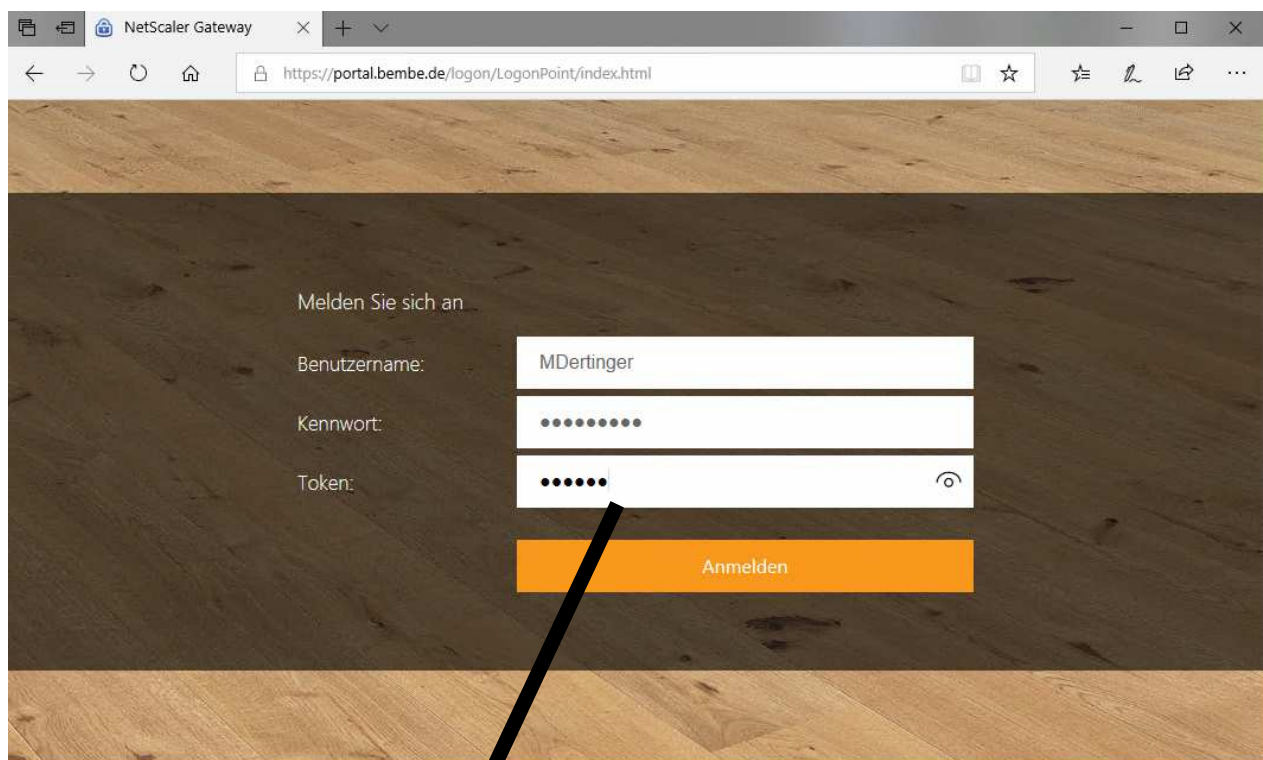 NetScaler Gateway
https://portal.bembe.de/logon/LogonPoint/index.html
Melden Sie sich an
Benutzername: MDertinger
Kennwort: •••••••••
Token: ••••••
Anmelden